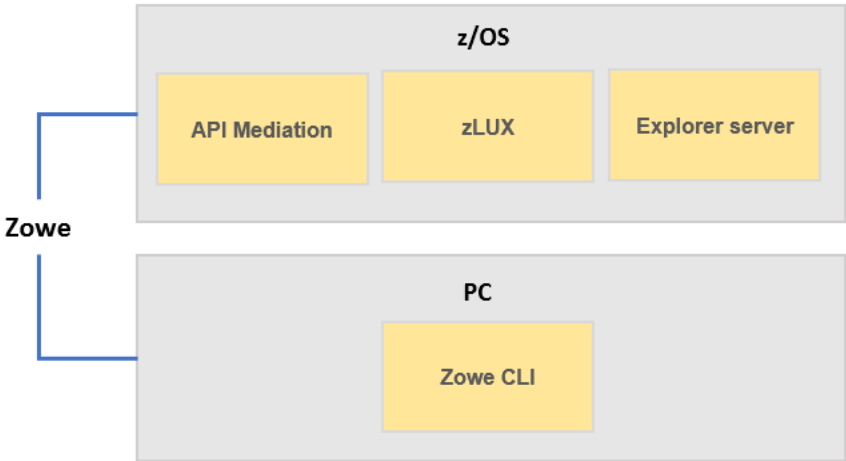 z/OS
API Mediation
zLUX
Explorer server
Zowe
PC
Zowe CLI